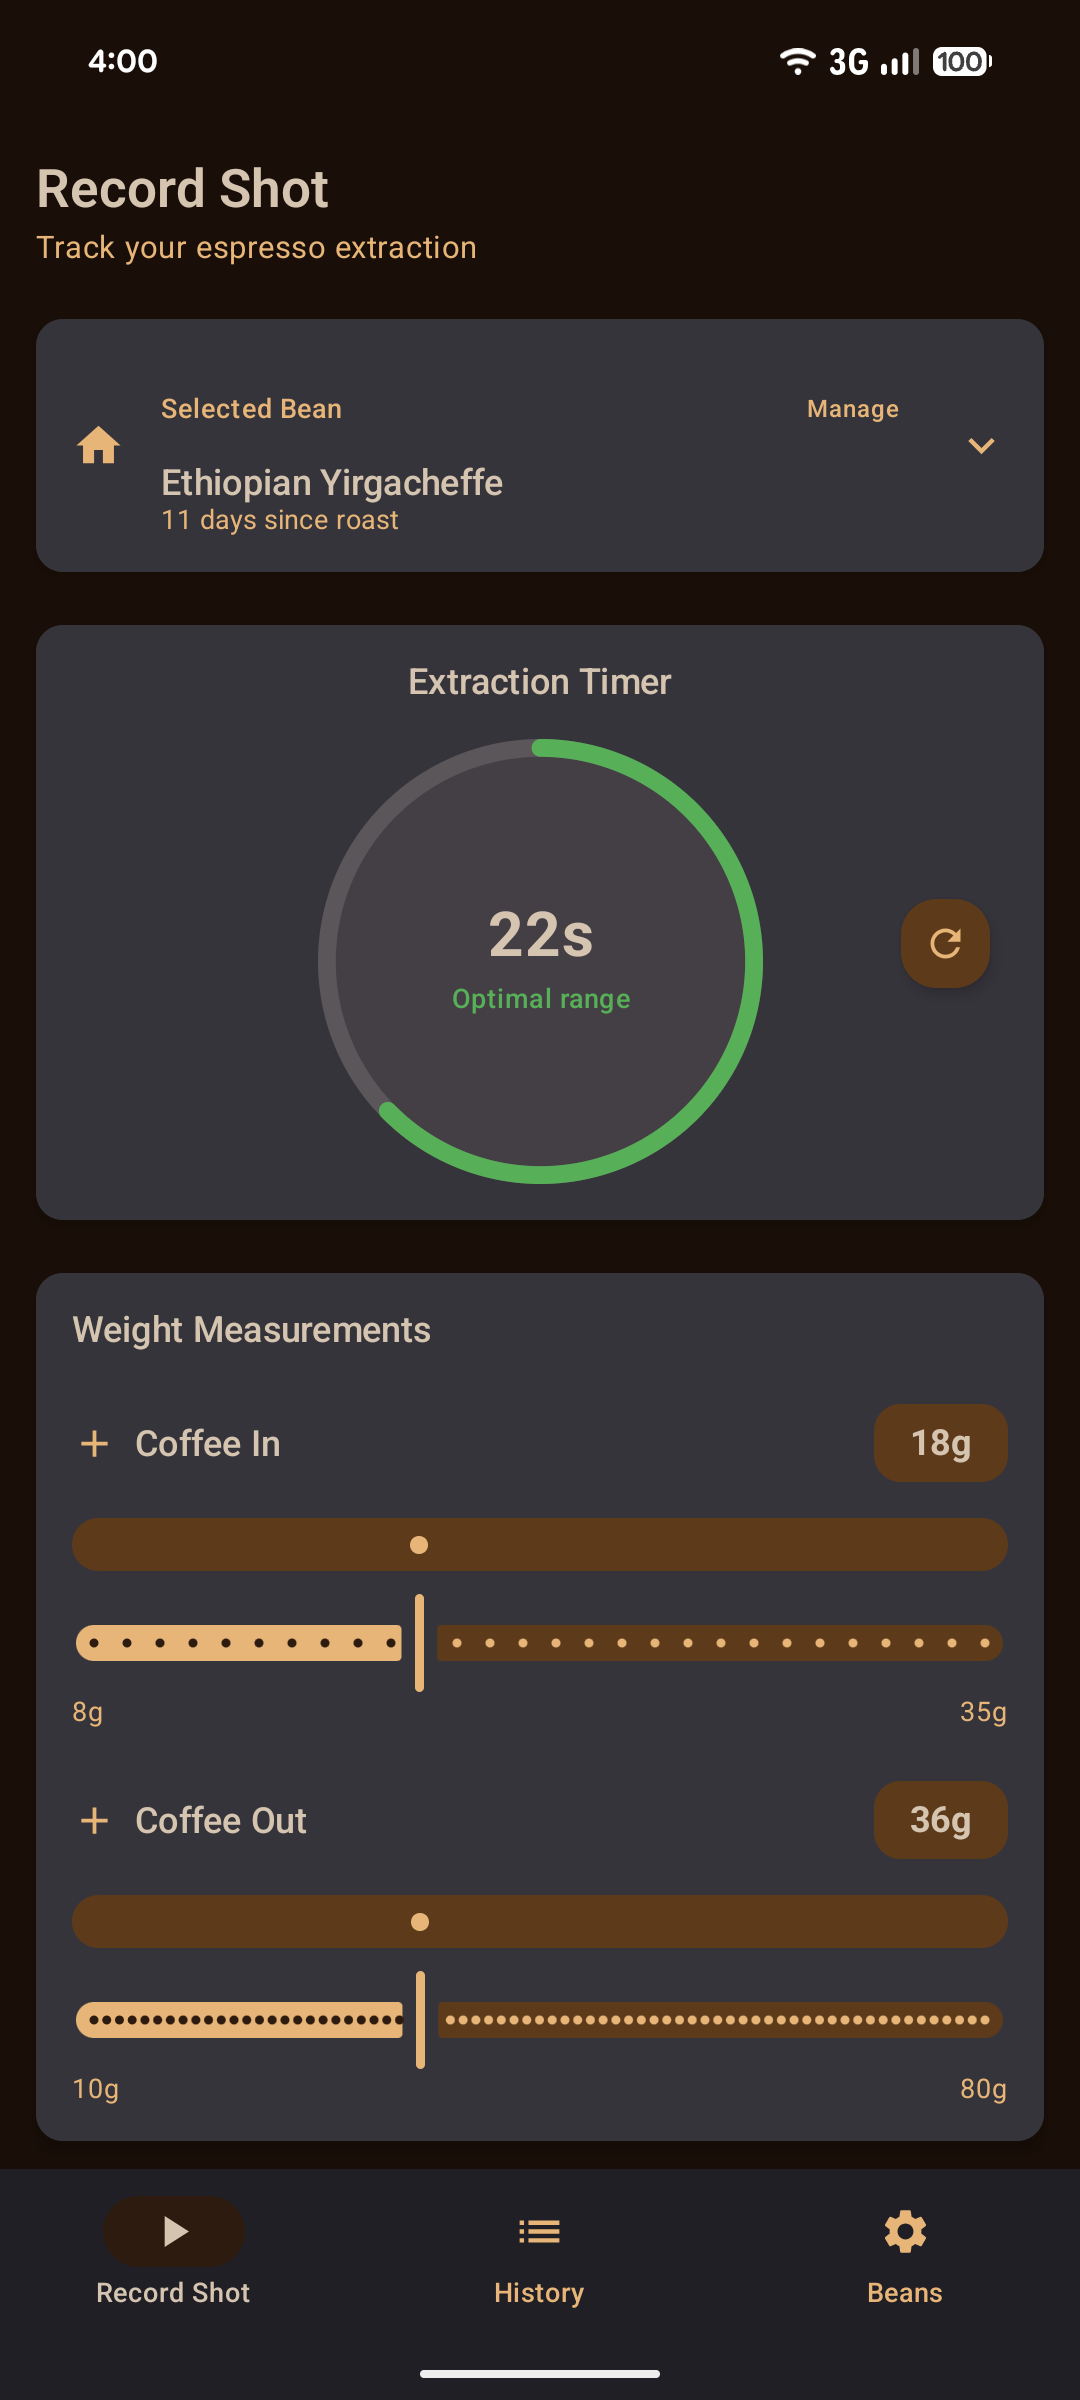 4:00
3G
100
Record Shot
Track your espresso extraction
Selected Bean
Manage
Ethiopian Yirgacheffe
11 days since roast
Extraction Timer
22s
Optimal range
Weight Measurements
Coffee In
18g
8g
35g
Coffee Out
36g
10g
80g
Record Shot
History
Beans